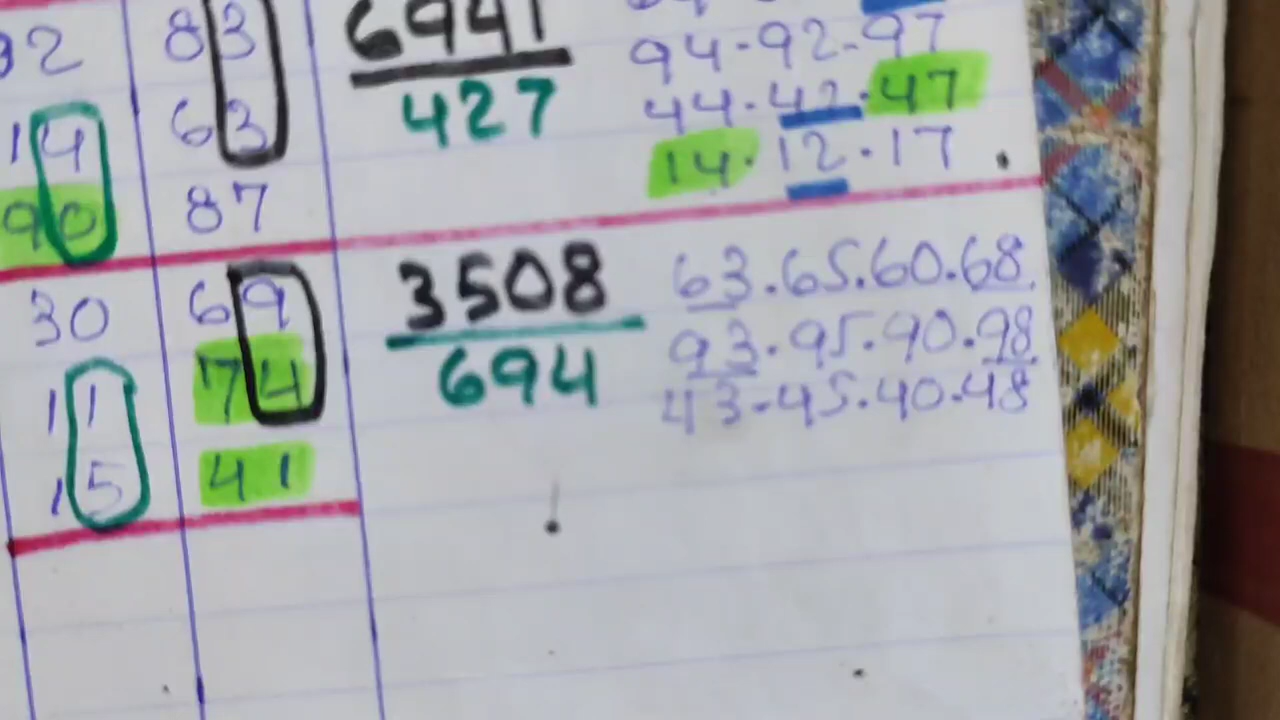 32 83 6941
94-92-97
427 44-42-47
14 63 14-12-17
90 87
30 69 3508 63.65.60.68.
93.95.90.98.
11 74 694 43-45.40.48
15 41